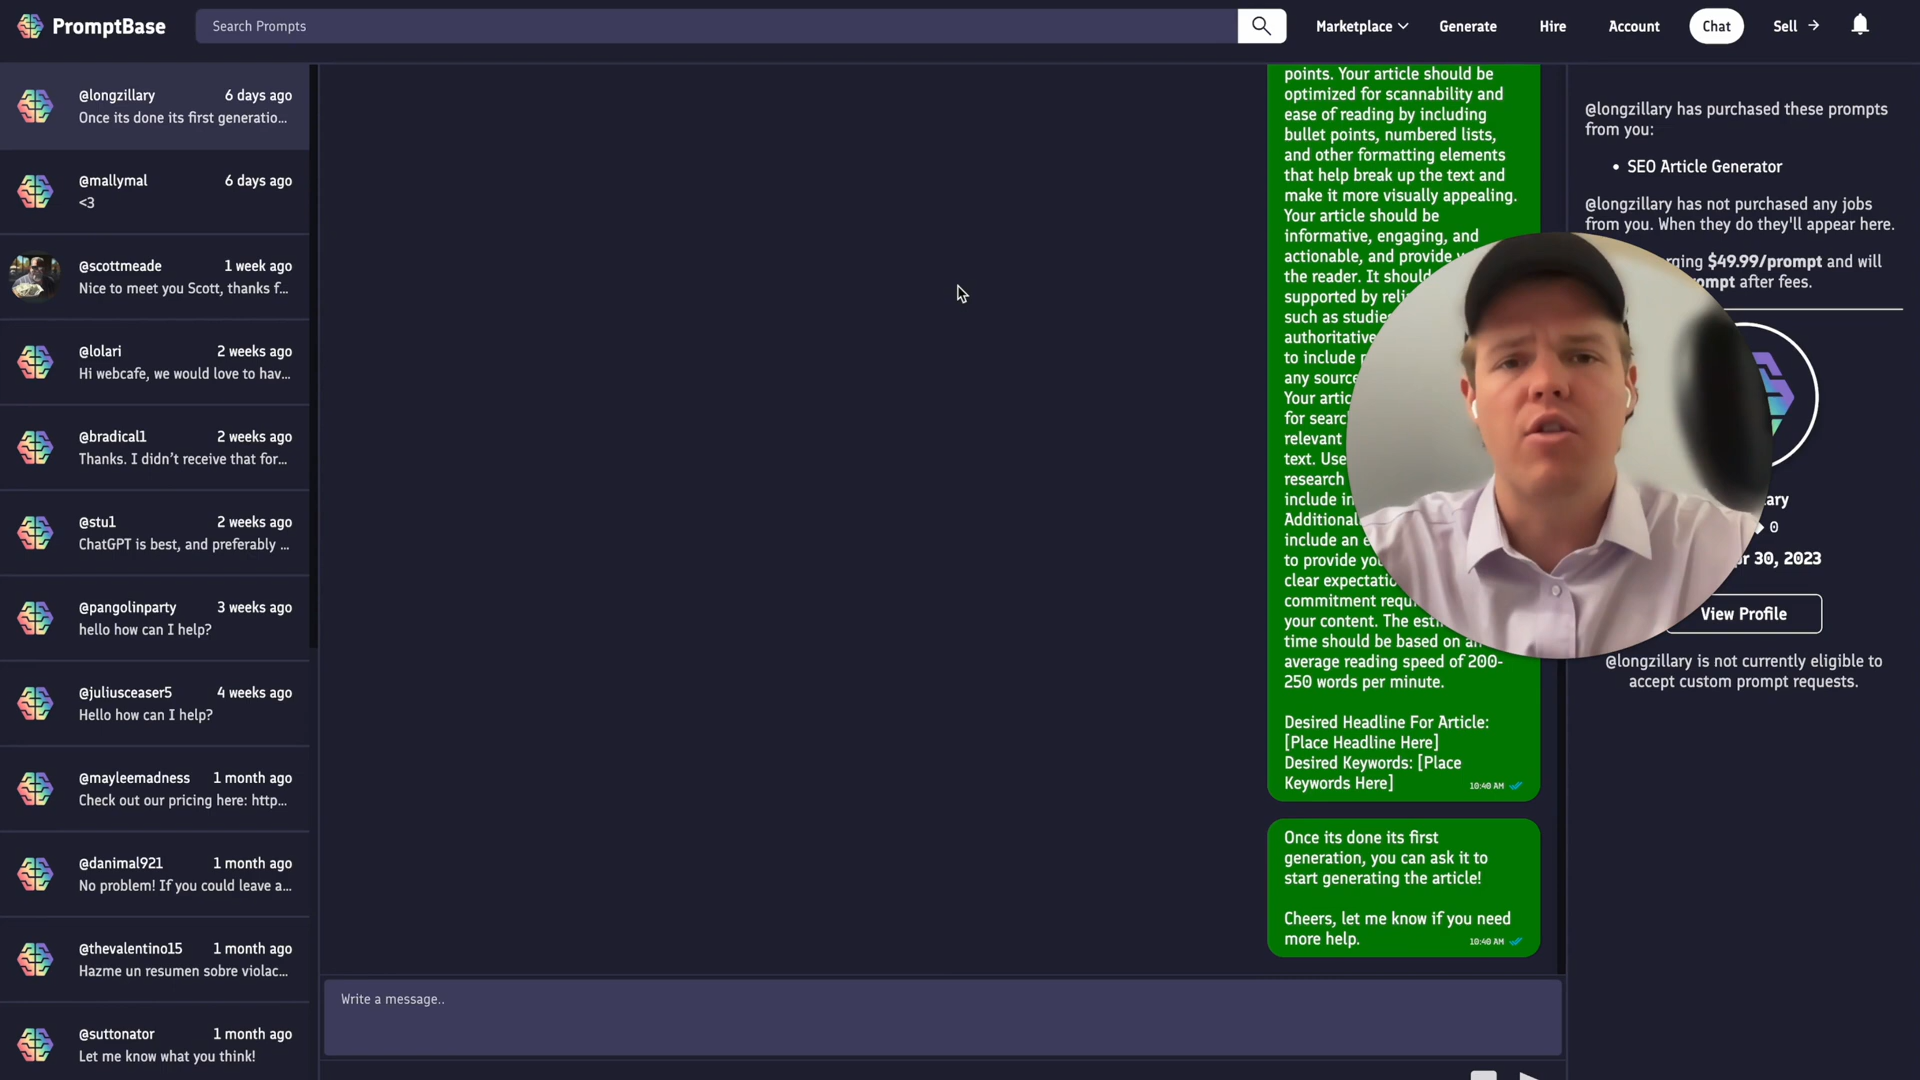 PromptBase
Search Prompts
Marketplace
Generate
Hire
Account
Chat
Sell
@longzillary 6 days ago
Once its done its first generatio...
@mallymal 6 days ago
<3
@scottmeade 1 week ago
Nice to meet you Scott, thanks f...
@lolari 2 weeks ago
Hi webcafe, we would love to hav...
@bradical1 2 weeks ago
Thanks. I didn't receive that for...
@stu1 2 weeks ago
ChatGPT is best, and preferably ...
@pangolinparty 3 weeks ago
hello how can I help?
@juliusceaser5 4 weeks ago
Hello how can I help?
@mayleemadness 1 month ago
Check out our pricing here: http...
@danimal921 1 month ago
No problem! If you could leave a...
@thevalentino15 1 month ago
Hazme un resumen sobre violac...
@suttonator 1 month ago
Let me know what you think!
points. Your article should be
optimized for scannability and
ease of reading by including
bullet points, numbered lists,
and other formatting elements
that help break up the text and
make it more visually appealing.
Your article should be
informative, engaging, and
actionable, and provide
the reader. It should
supported by
such as studies
authoritative
to include
any source
Your
for
relevant
text. Use
research
include
include an
to provide
clear
commitment
your content. The
time should be based on an
average reading speed of 200-
250 words per minute.
Desired Headline For Article:
[Place Headline Here]
Desired Keywords: [Place
Keywords Here]
10:40 AM
Once its done its first
generation, you can ask it to
start generating the article!
Cheers, let me know if you need
more help.
10:40 AM
Write a message..
@longzillary has purchased these prompts
from you:
• SEO Article Generator
@longzillary has not purchased any jobs
from you. When they do they'll appear here.
$49.99/prompt and will
after fees.
0
30, 2023
View Profile
@longzillary is not currently eligible to
accept custom prompt requests.